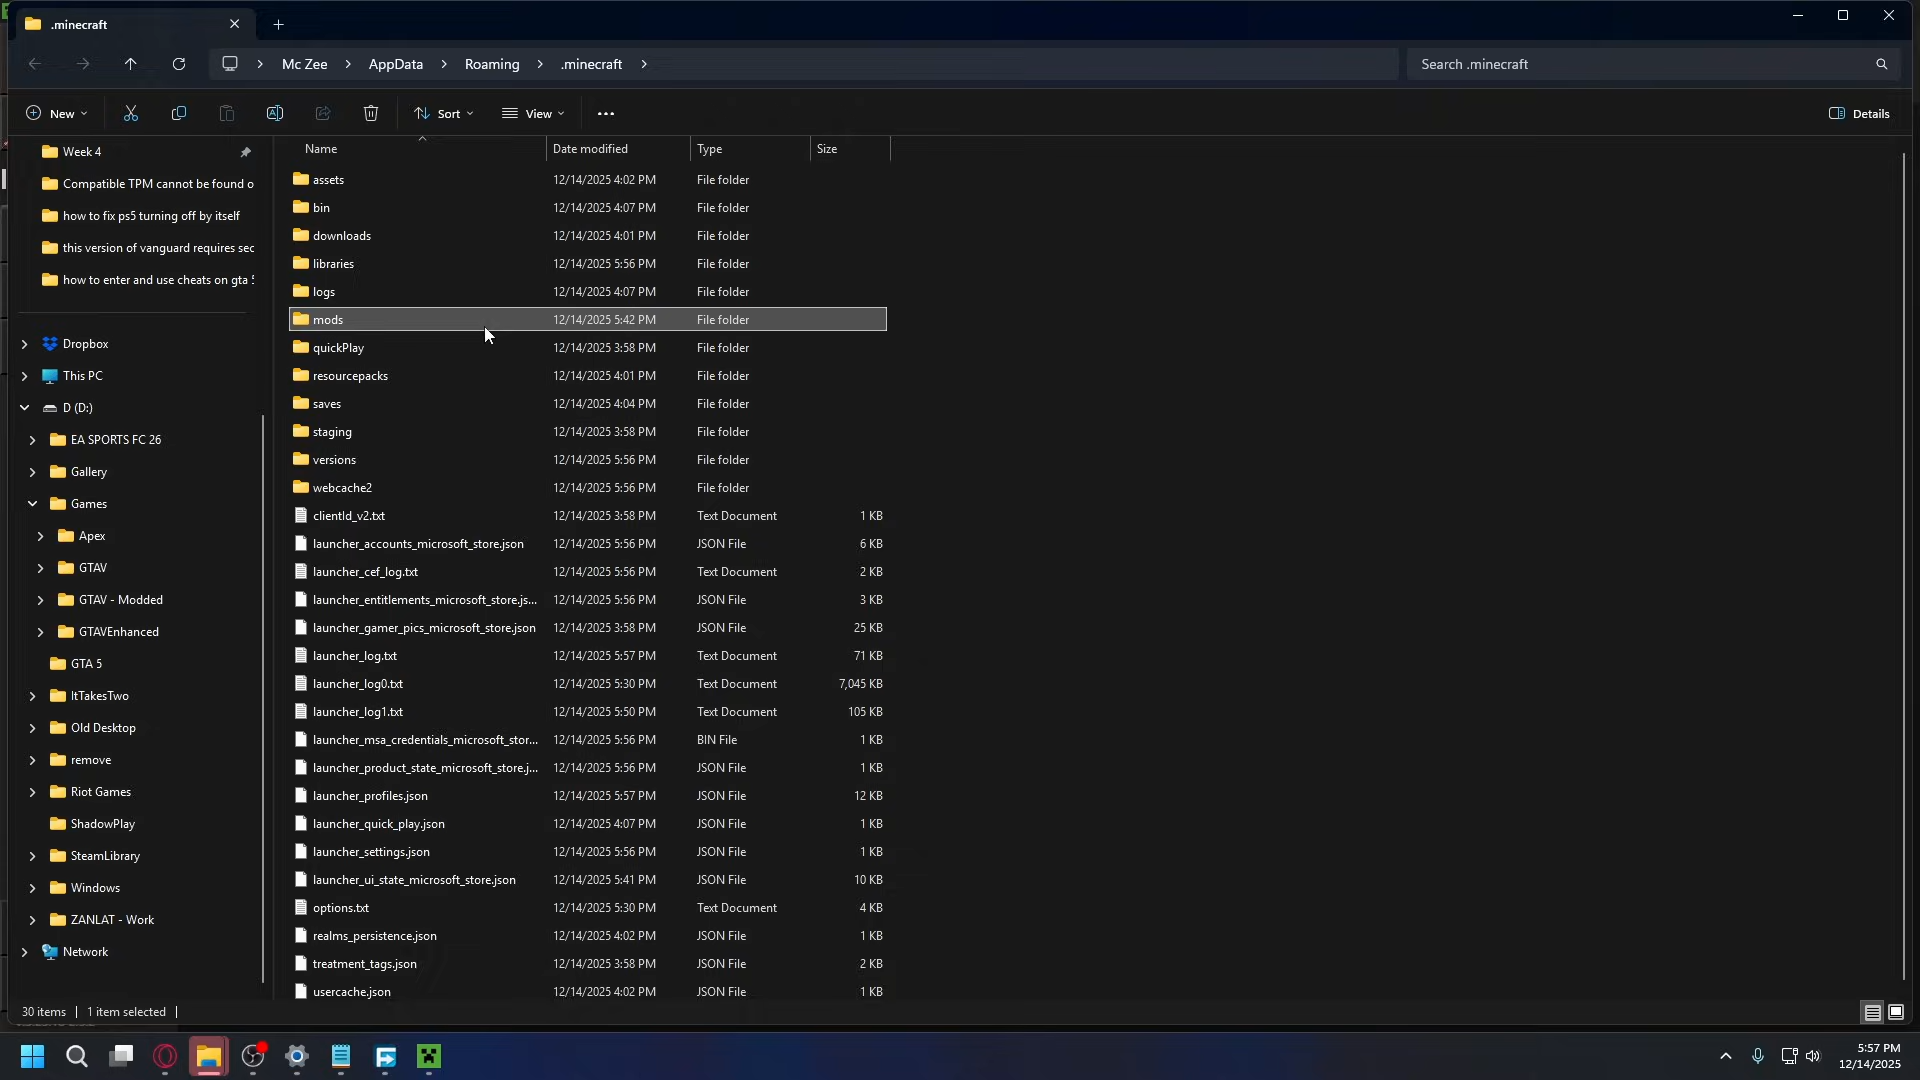 .minecraft
Mc Zee
AppData
Roaming
.minecraft
Search .minecraft
New
Sort
View
Details
Week 4
Compatible TPM cannot be found o
how to fix ps5 turning off by itself
this version of vanguard requires sec
how to enter and use cheats on gta
Dropbox
This PC
D (D:)
EA SPORTS FC 26
Gallery
Games
Apex
GTAV
GTAV - Modded
GTAVEnhanced
GTA 5
ItTakesTwo
Old Desktop
remove
Riot Games
ShadowPlay
SteamLibrary
Windows
ZANLAT - Work
Network
Name Date modified Type Size
assets 12/14/2025 4:02 PM File folder
bin 12/14/2025 4:07 PM File folder
downloads 12/14/2025 4:01 PM File folder
libraries 12/14/2025 5:56 PM File folder
logs 12/14/2025 4:07 PM File folder
mods 12/14/2025 5:42 PM File folder
quickPlay 12/14/2025 3:58 PM File folder
resourcepacks 12/14/2025 4:01 PM File folder
saves 12/14/2025 4:04 PM File folder
staging 12/14/2025 3:58 PM File folder
versions 12/14/2025 5:56 PM File folder
webcache2 12/14/2025 5:56 PM File folder
clientId_v2.txt 12/14/2025 3:58 PM Text Document 1 KB
launcher_accounts_microsoft_store.json 12/14/2025 5:56 PM JSON File 6 KB
launcher_cef_log.txt 12/14/2025 5:56 PM Text Document 2 KB
launcher_entitlements_microsoft_store.js... 12/14/2025 5:56 PM JSON File 3 KB
launcher_gamer_pics_microsoft_store.json 12/14/2025 3:58 PM JSON File 25 KB
launcher_log.txt 12/14/2025 5:57 PM Text Document 71 KB
launcher_log0.txt 12/14/2025 5:30 PM Text Document 7,045 KB
launcher_log1.txt 12/14/2025 5:50 PM Text Document 105 KB
launcher_msa_credentials_microsoft_stor... 12/14/2025 5:56 PM BIN File 1 KB
launcher_product_state_microsoft_store.j... 12/14/2025 5:56 PM JSON File 1 KB
launcher_profiles.json 12/14/2025 5:57 PM JSON File 12 KB
launcher_quick_play.json 12/14/2025 4:07 PM JSON File 1 KB
launcher_settings.json 12/14/2025 5:56 PM JSON File 1 KB
launcher_ui_state_microsoft_store.json 12/14/2025 5:41 PM JSON File 10 KB
options.txt 12/14/2025 5:30 PM Text Document 4 KB
realms_persistence.json 12/14/2025 4:02 PM JSON File 1 KB
treatment_tags.json 12/14/2025 3:58 PM JSON File 2 KB
usercache.json 12/14/2025 4:02 PM JSON File 1 KB
30 items 1 item selected
5:57 PM
12/14/2025